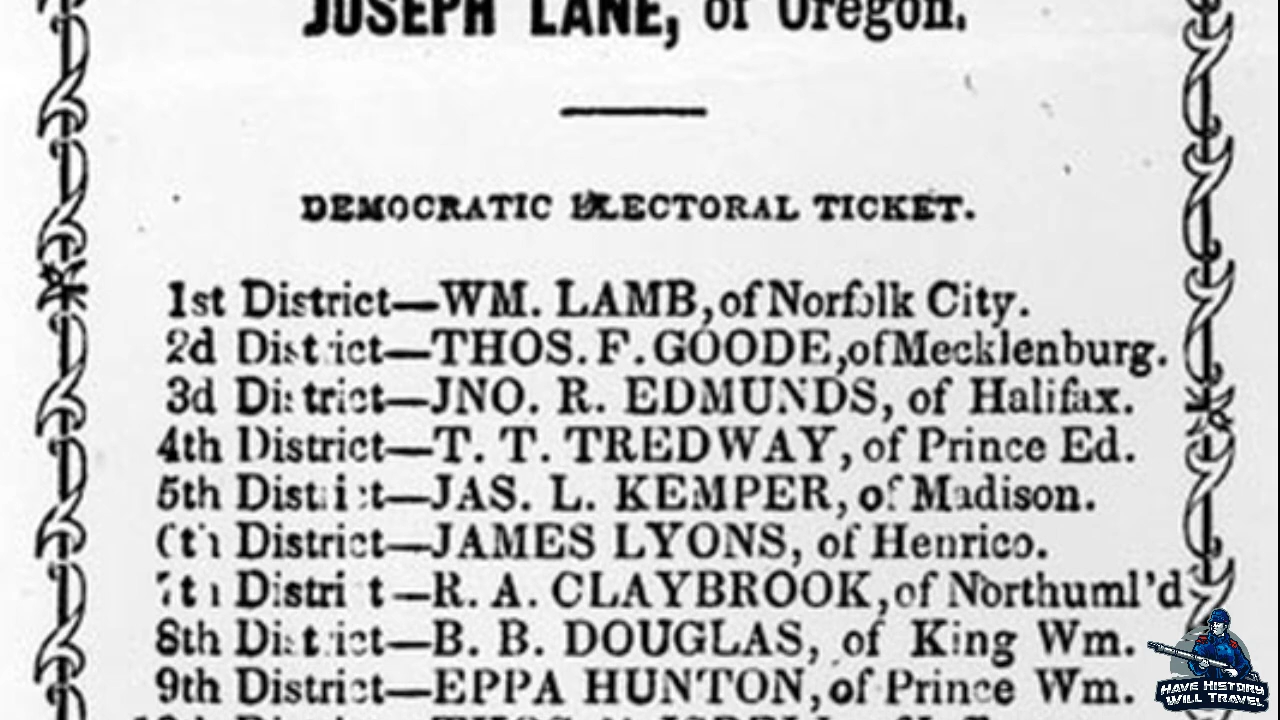 JOSEPH LANE, of Oregon.
DEMOCRATIC ELECTORAL TICKET.
1st District—WM. LAMB, of Norfolk City.
2d District—THOS. F. GOODE, of Mecklenburg.
3d District—JNO. R. EDMUNDS, of Halifax.
4th District—T. T. TREDWAY, of Prince Ed.
5th District—JAS. L. KEMPER, of Madison.
6th District—JAMES LYONS, of Henrico.
7th District—R. A. CLAYBROOK, of Northuml'd
8th District—B. B. DOUGLAS, of King Wm.
9th District—EPPA HUNTON, of Prince Wm.
HAVE HISTORY
WILL TRAVEL